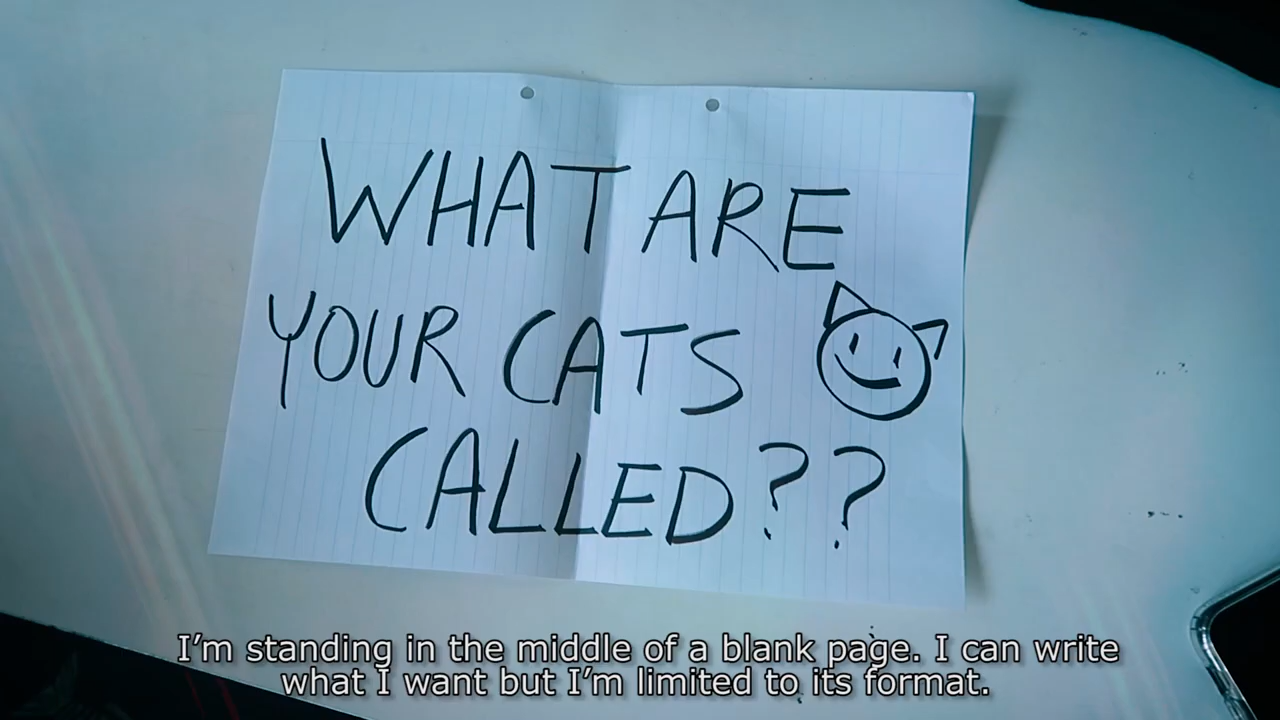 WHAT ARE
YOUR CATS
CALLED??
I'm standing in the middle of a blank page. I can write
what I want but I'm limited to its format.